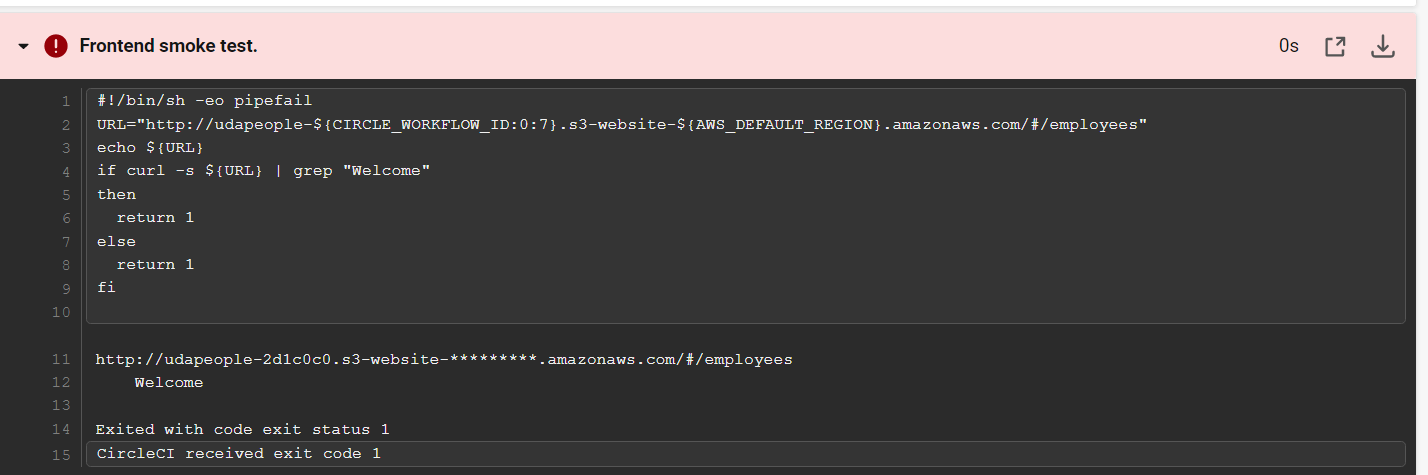 Frontend smoke test.
0s
1 #!/bin/sh -eo pipefail
2 URL="http://udapeople-${CIRCLE_WORKFLOW_ID:0:7}.s3-website-${AWS_DEFAULT_REGION}.amazonaws.com/#/employees"
3 echo ${URL}
4 if curl -s ${URL} | grep "Welcome"
5 then
6   return 1
7 else
8   return 1
9 fi
10
11 http://udapeople-2d1c0c0.s3-website-*********.amazonaws.com/#/employees
12     Welcome
13
14 Exited with code exit status 1
15 CircleCI received exit code 1